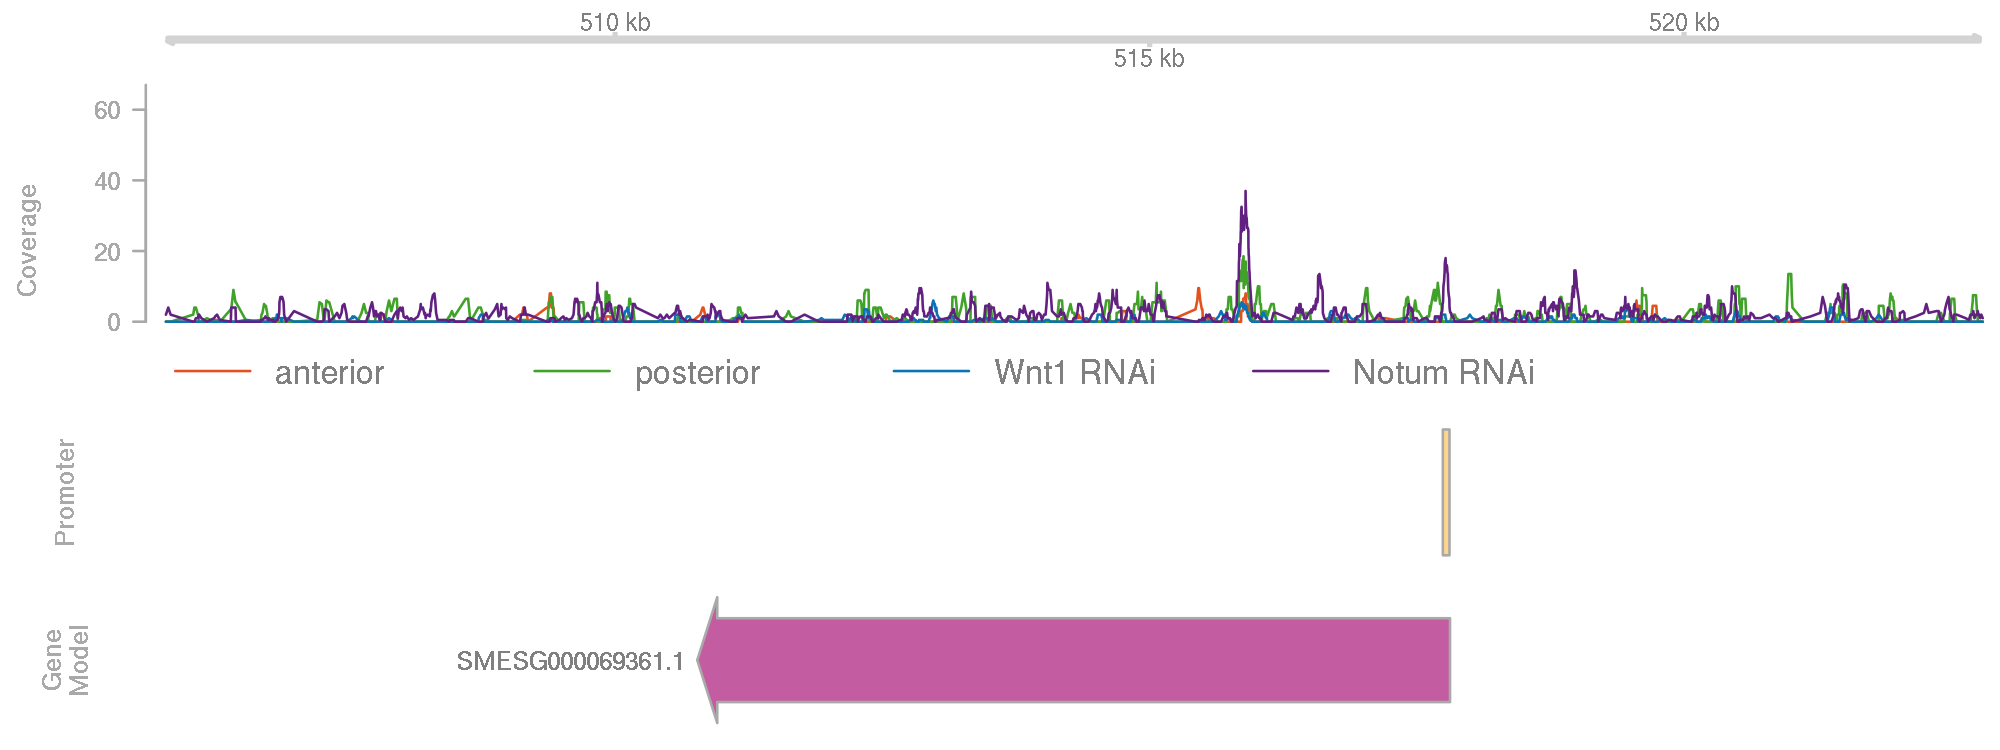 510 kb
520 kb
515 kb
60
40
20
0
Coverage
anterior
posterior
Wnt1 RNAi
Notum RNAi
Promoter
Gene
Model
SMESG000069361.1